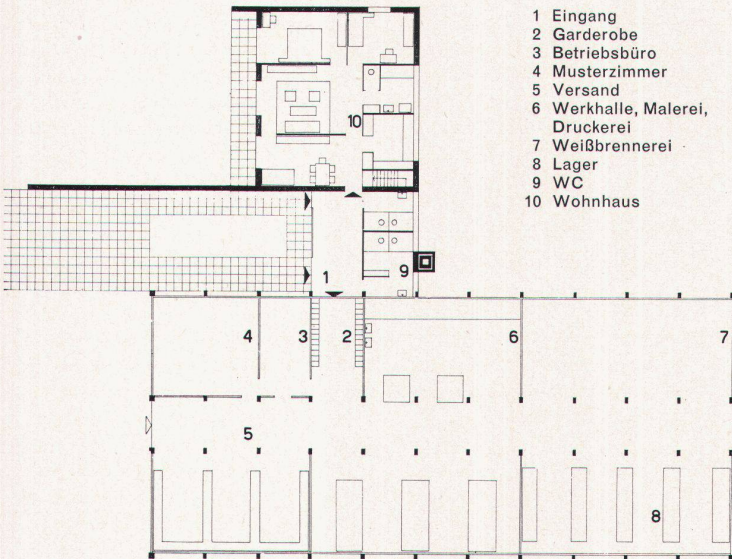 1 Eingang
2 Garderobe
3 Betriebsbüro
4 Musterzimmer
5 Versand
6 Werkhalle, Malerei,
Druckerei
7 Weißbrennerei
8 Lager
9 WC
10 Wohnhaus
10
9
1
4
3
2
6
7
5
8